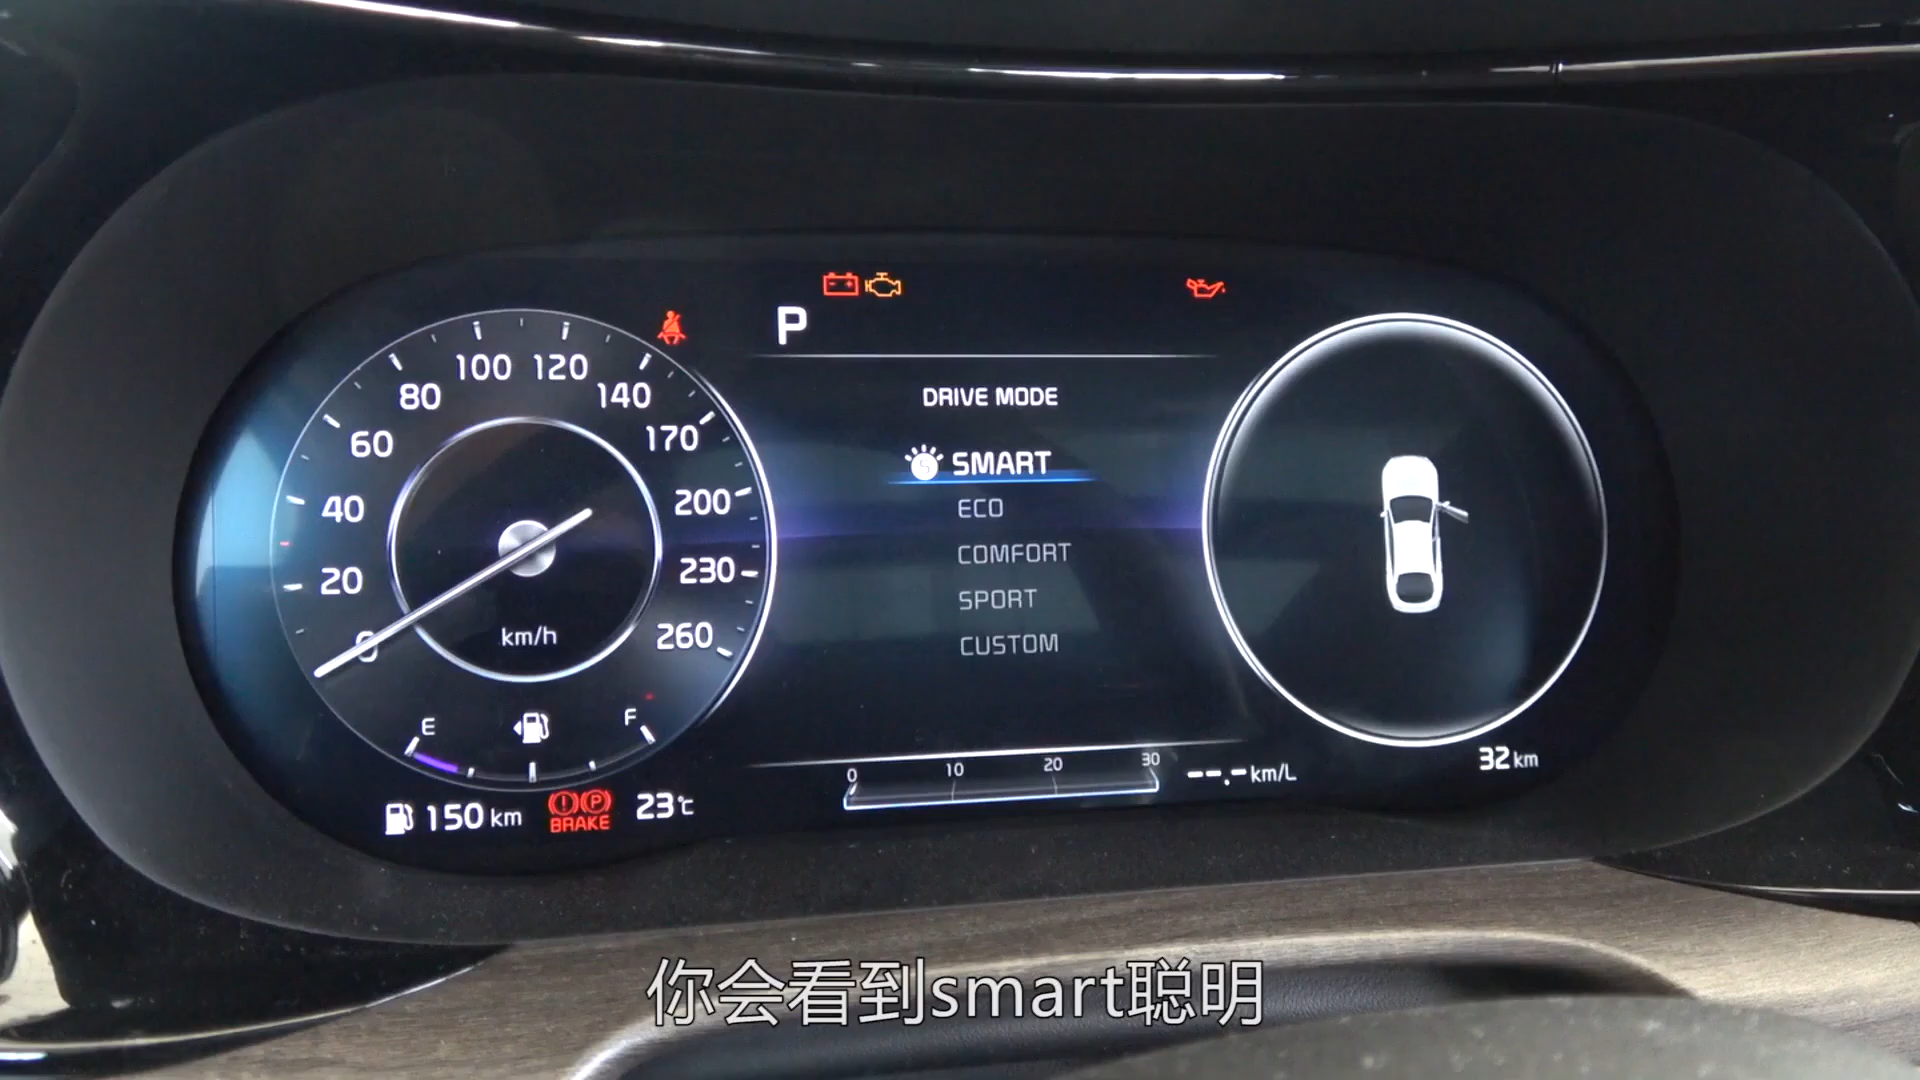 P
DRIVE MODE
SMART
ECO
COMFORT
SPORT
CUSTOM
0
20
40
60
80
100
120
140
170
200
230
260
km/h
E
F
150 km
P
BRAKE
23℃
0
10
20
30
--.- km/L
32 km
你会看到smart聪明